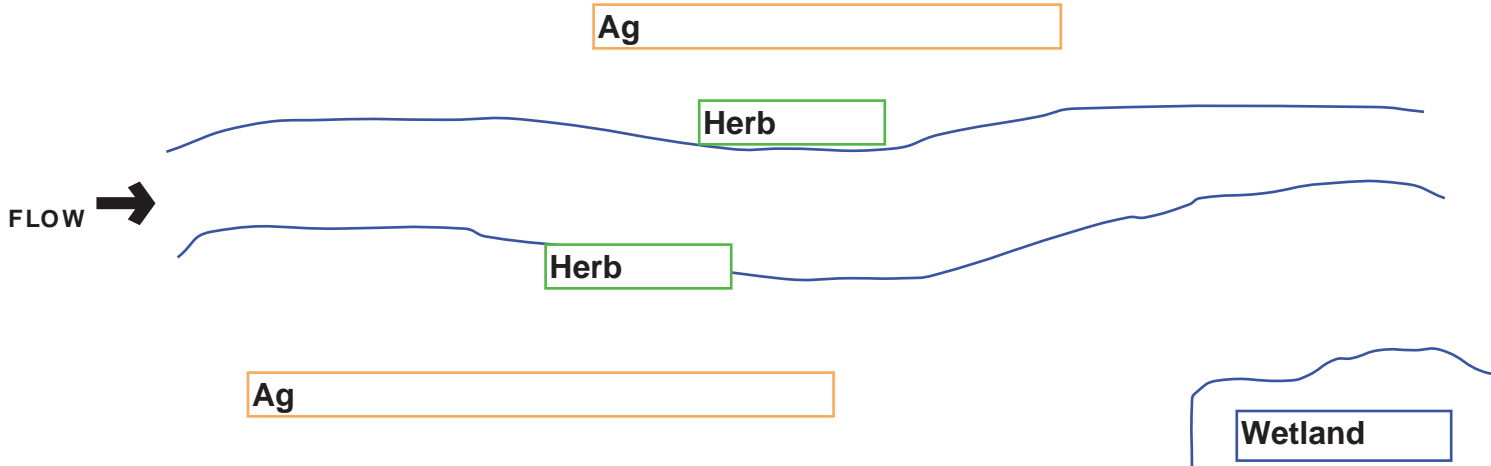 Ag
Herb
FLOW
Herb
Ag
Wetland